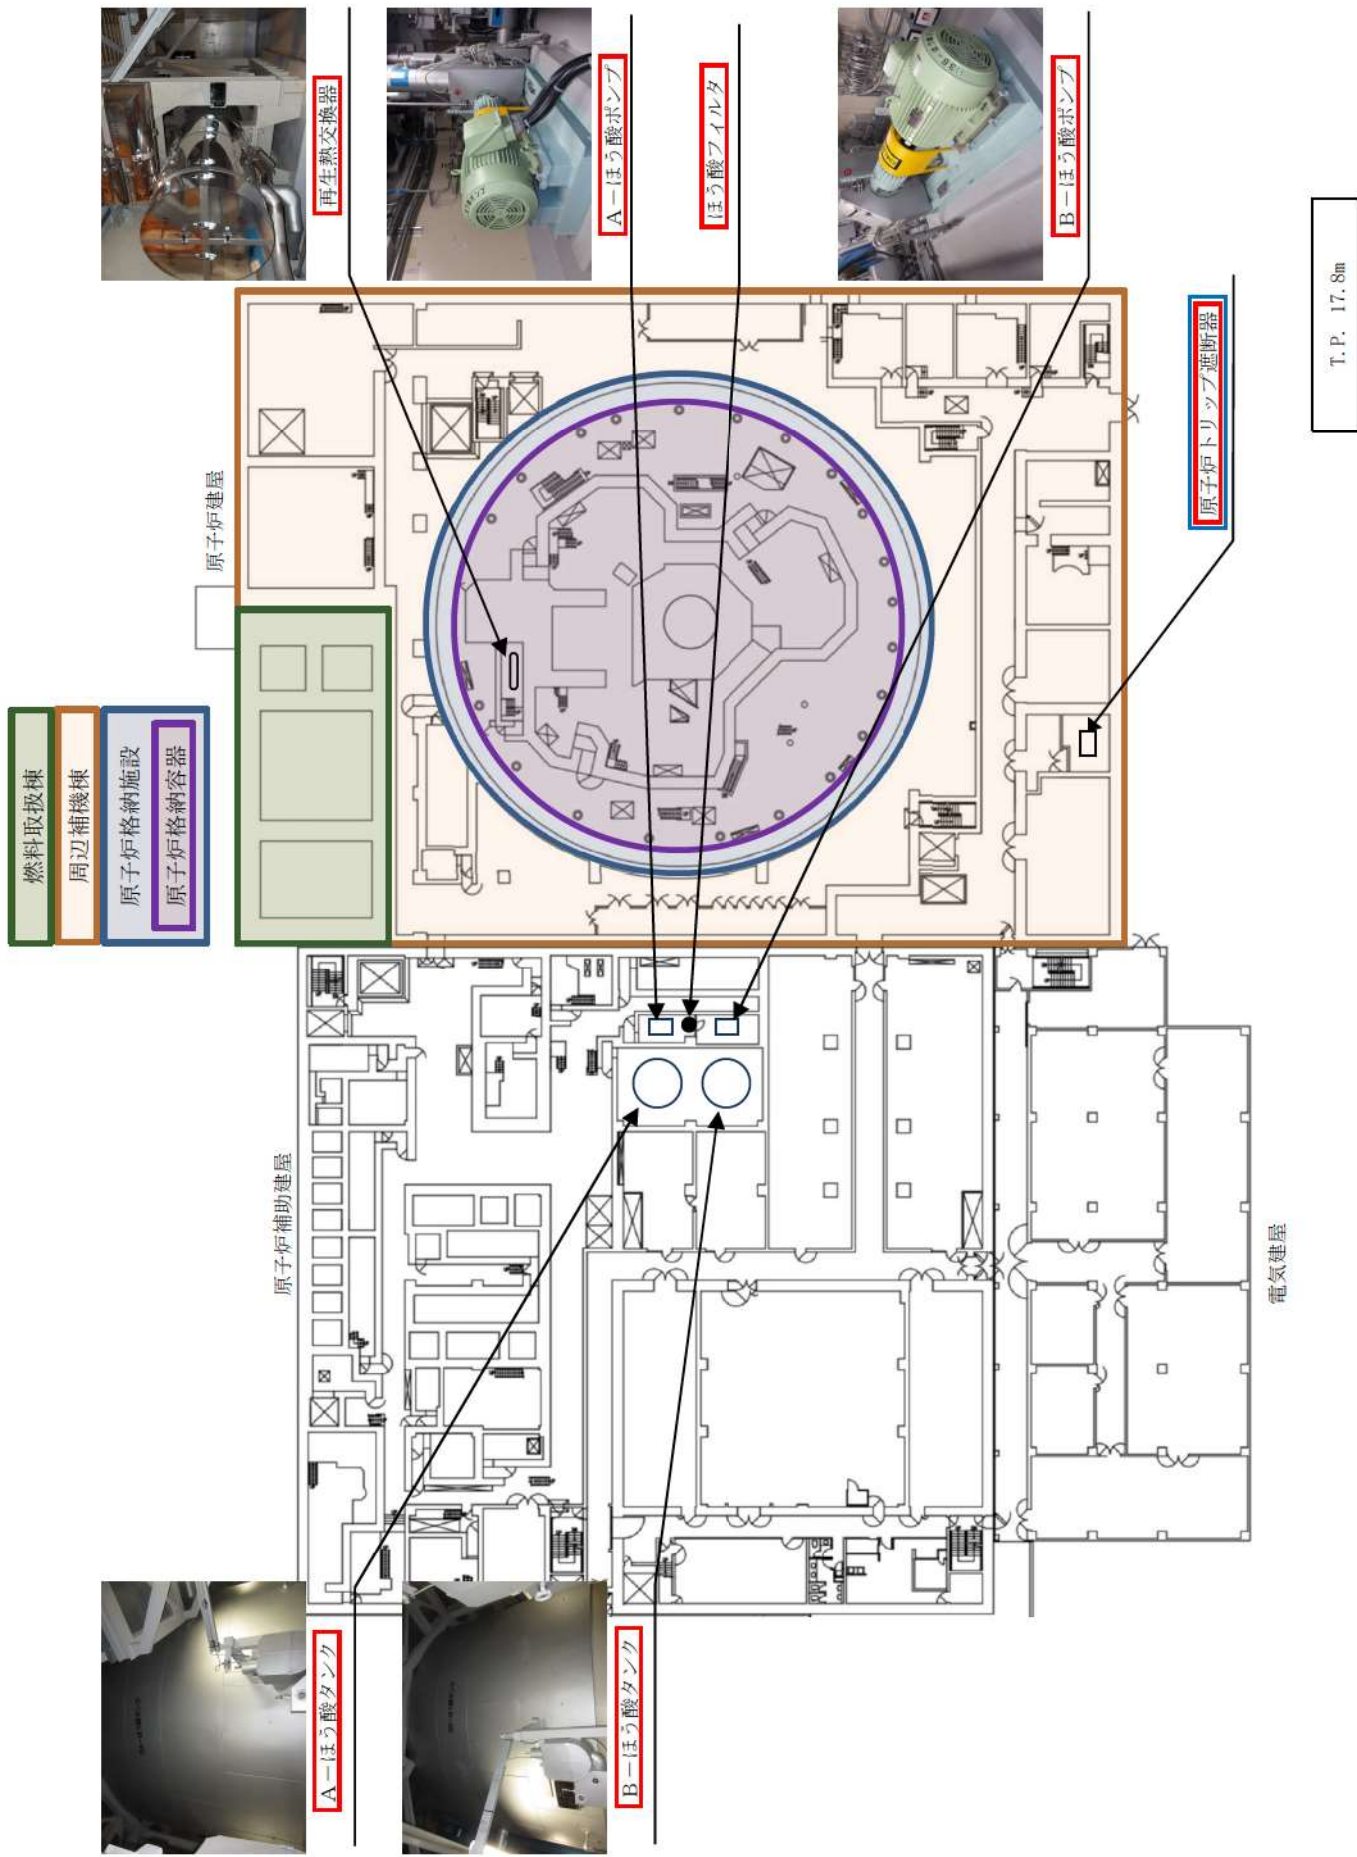 燃料取扱棟
周辺補機棟
原子炉格納施設
原子炉格納容器
再生熱交換器
A-ほう酸ポンプ
ほう酸フィルタ
B-ほう酸ポンプ
原子炉トリップ遮断器
原子炉建屋
原子炉補助建屋
電気建屋
A-ほう酸タンク
B-ほう酸タンク
T.P. 17.8m